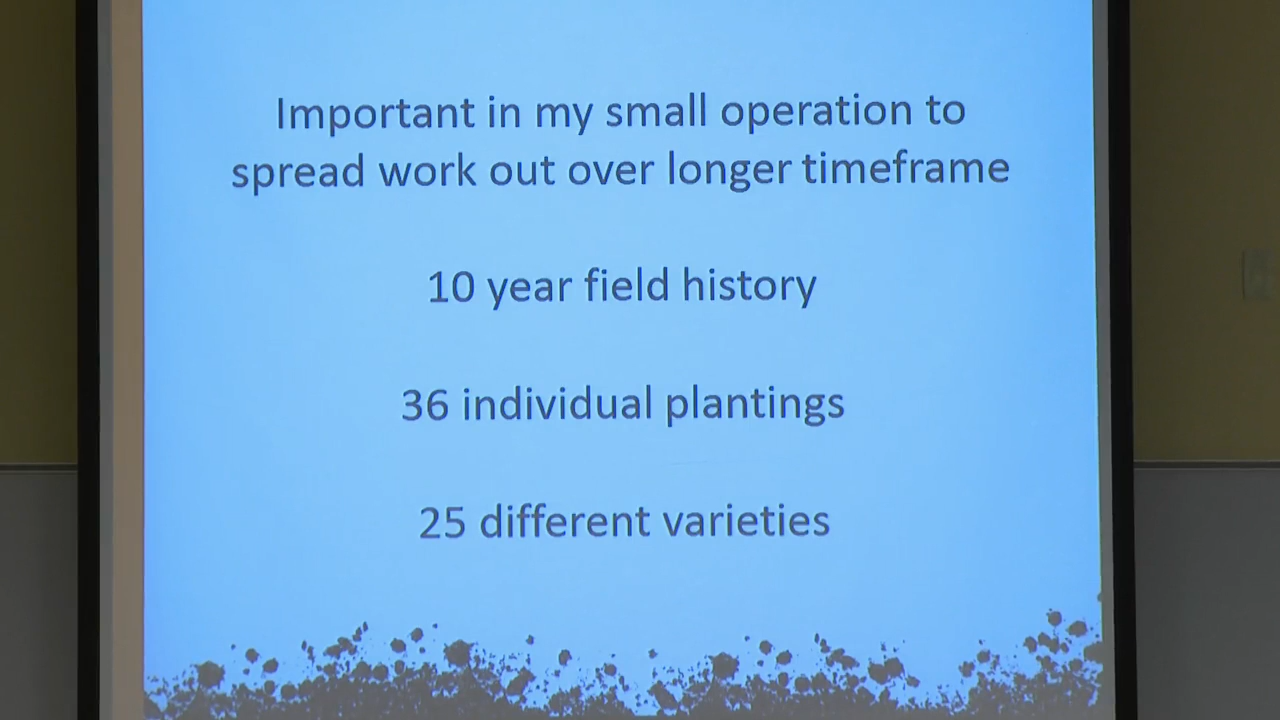 Important in my small operation to
spread work out over longer timeframe
10 year field history
36 individual plantings
25 different varieties